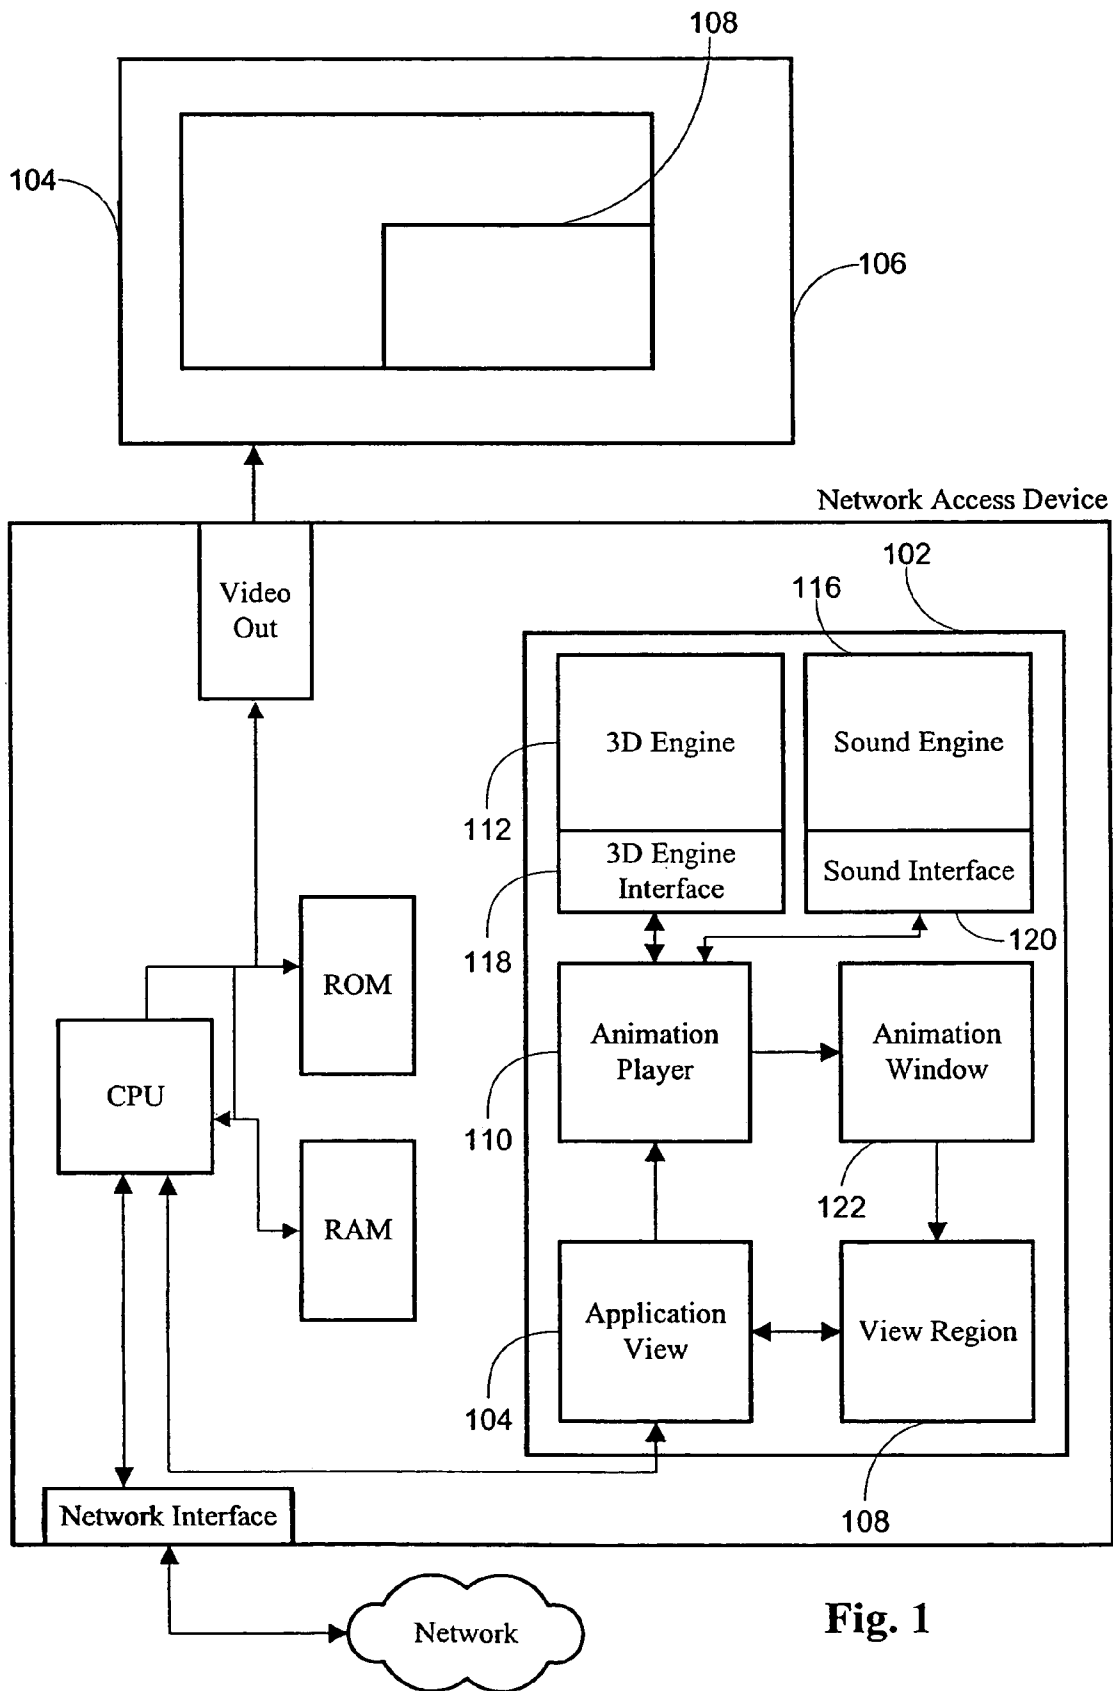 108
104
106
Network Access Device
Video
Out
102
116
3D Engine
Sound Engine
112
3D Engine
Interface
Sound Interface
118
120
ROM
Animation
Player
Animation
Window
CPU
110
122
RAM
Application
View
View Region
104
108
Network Interface
Network
Fig. 1